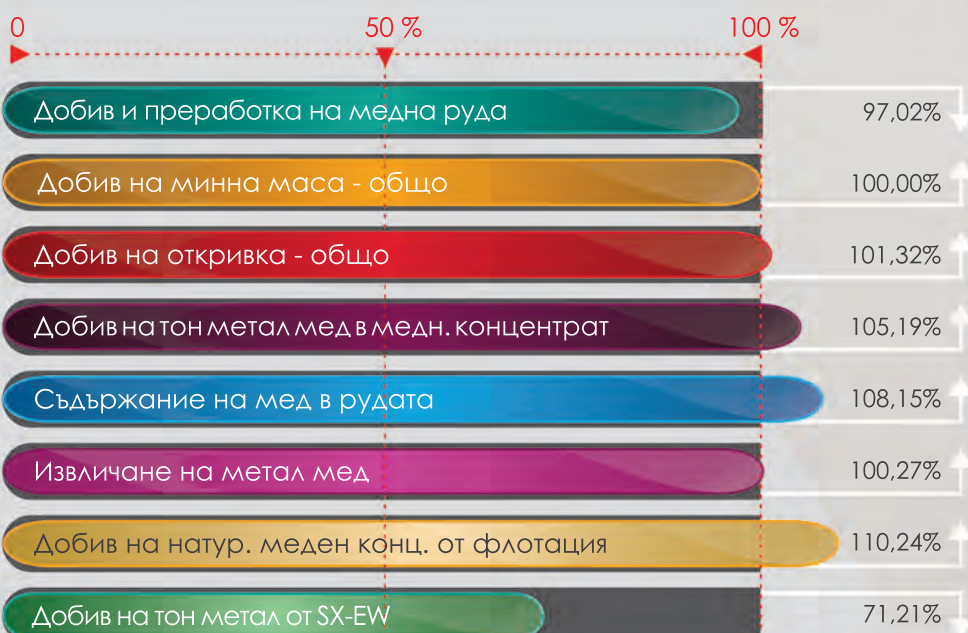 0 50 % 100 %
Добив и преработка на медна руда 97,02%
Добив на минна маса - общо 100,00%
Добив на откривка - общо 101,32%
Добив на тон метал мед в медн. концентрат 105,19%
Съдържание на мед в рудата 108,15%
Извличане на метал мед 100,27%
Добив на натур. меден конц. от флотация 110,24%
Добив на тон метал от SX-EW 71,21%